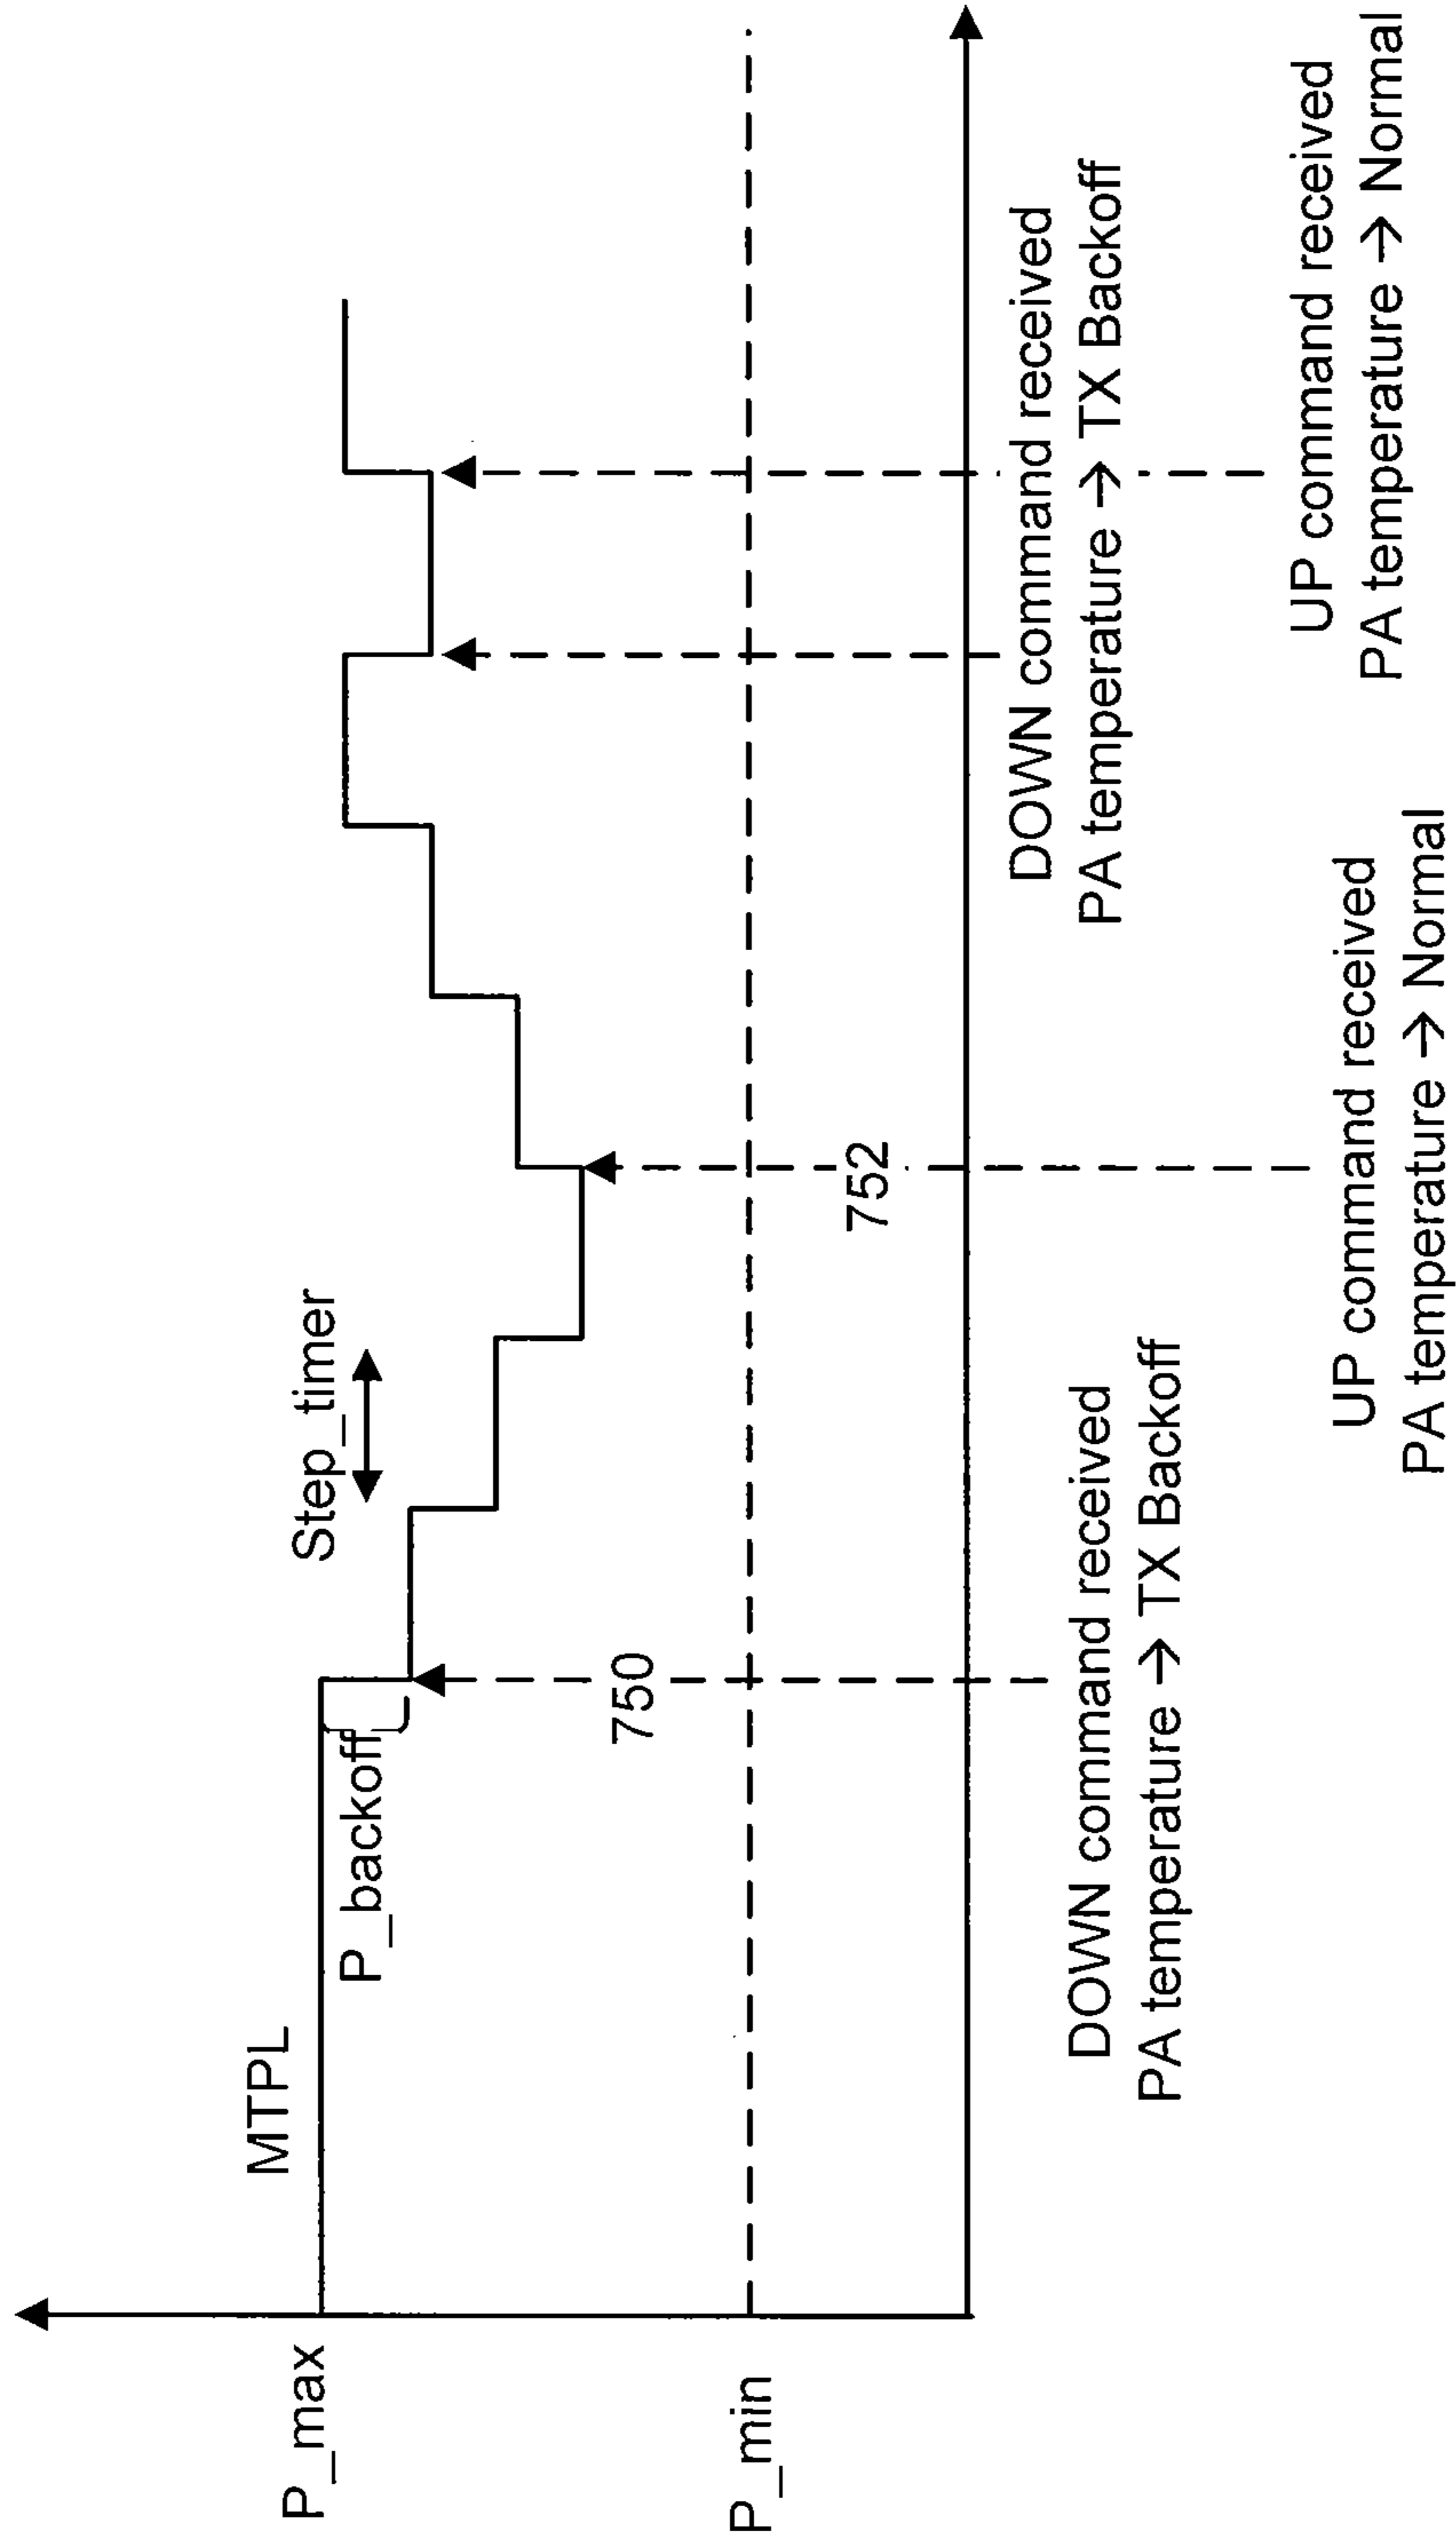 MTPL
P_max
P_backoff
Step_timer
P_min
750
752
DOWN command received
PA temperature → TX Backoff
UP command received
PA temperature → Normal
DOWN command received
PA temperature → TX Backoff
UP command received
PA temperature → Normal